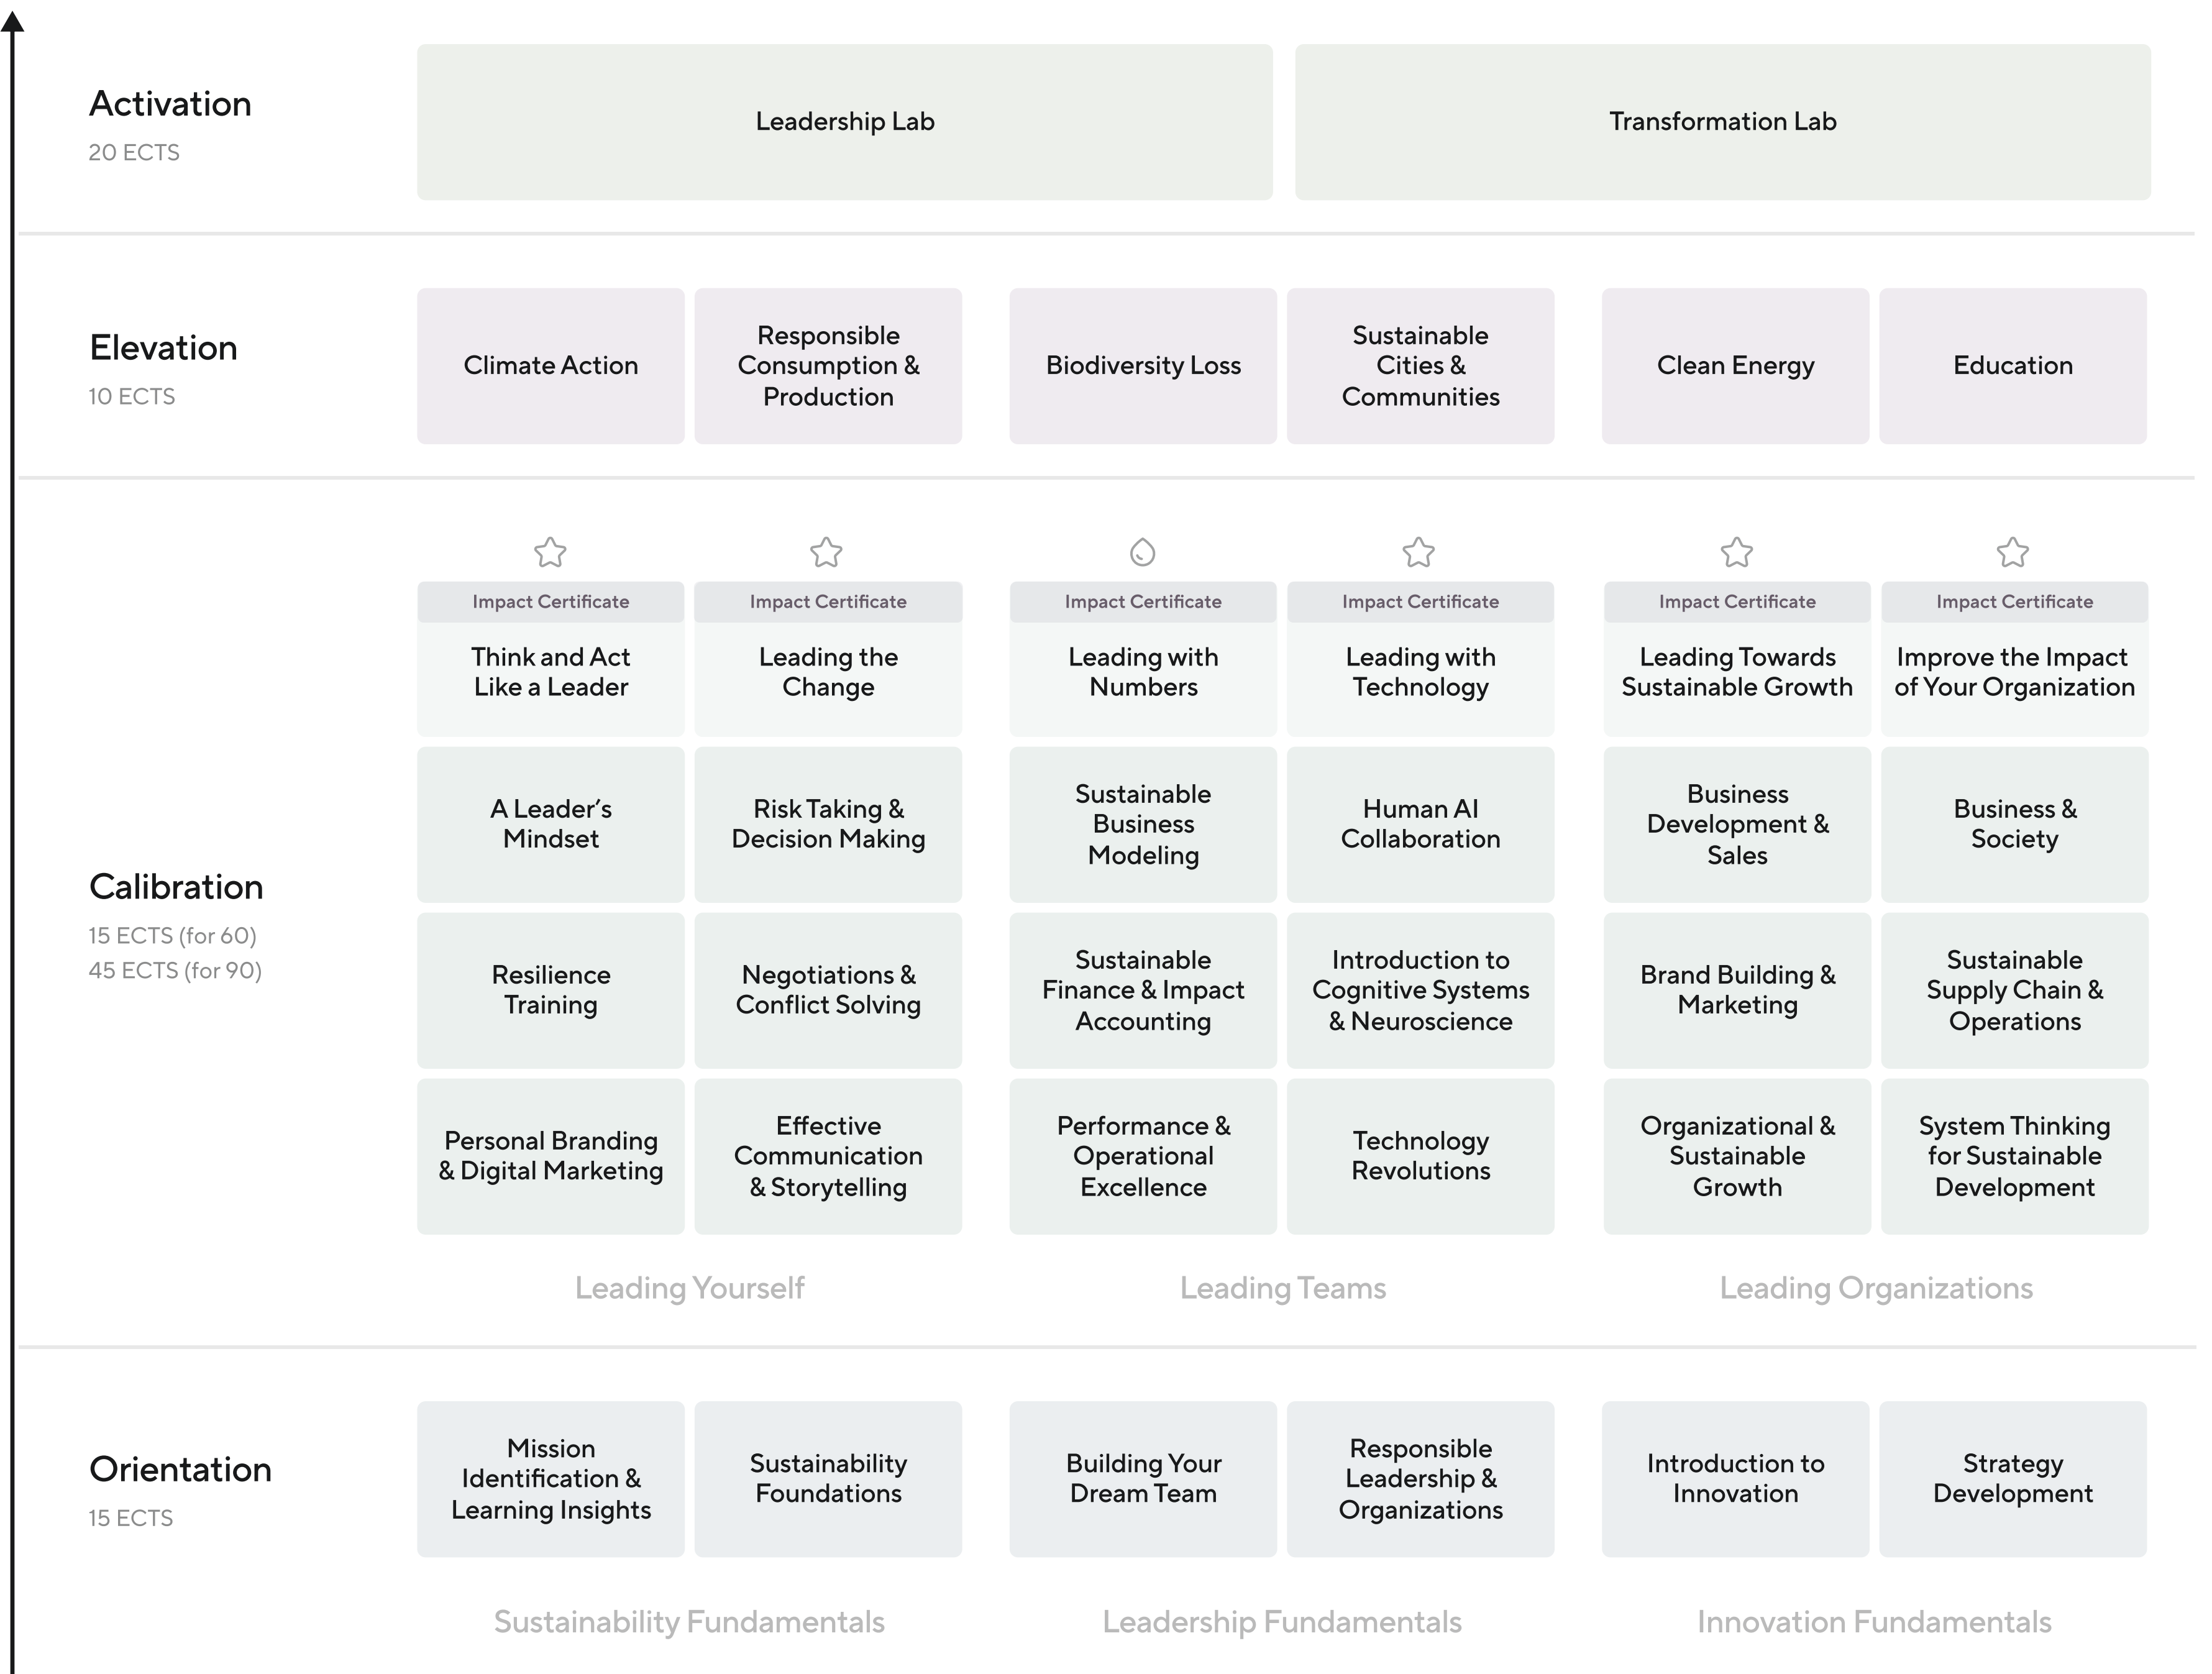 Activation
20 ECTS
Leadership Lab
Transformation Lab
Elevation
10 ECTS
Climate Action
Responsible
Consumption &
Production
Biodiversity Loss
Sustainable
Cities &
Communities
Clean Energy
Education
Calibration
15 ECTS (for 60)
45 ECTS (for 90)
Impact Certificate
Think and Act
Like a Leader
Impact Certificate
Leading the
Change
Impact Certificate
Leading with
Numbers
Impact Certificate
Leading with
Technology
Impact Certificate
Leading Towards
Sustainable Growth
Impact Certificate
Improve the Impact
of Your Organization
A Leader’s
Mindset
Risk Taking &
Decision Making
Sustainable
Business
Modeling
Human AI
Collaboration
Business
Development &
Sales
Business &
Society
Resilience
Training
Negotiations &
Conflict Solving
Sustainable
Finance & Impact
Accounting
Introduction to
Cognitive Systems
& Neuroscience
Brand Building &
Marketing
Sustainable
Supply Chain &
Operations
Personal Branding
& Digital Marketing
Effective
Communication
& Storytelling
Performance &
Operational
Excellence
Technology
Revolutions
Organizational &
Sustainable
Growth
System Thinking
for Sustainable
Development
Leading Yourself
Leading Teams
Leading Organizations
Orientation
15 ECTS
Mission
Identification &
Learning Insights
Sustainability
Foundations
Building Your
Dream Team
Responsible
Leadership &
Organizations
Introduction to
Innovation
Strategy
Development
Sustainability Fundamentals
Leadership Fundamentals
Innovation Fundamentals